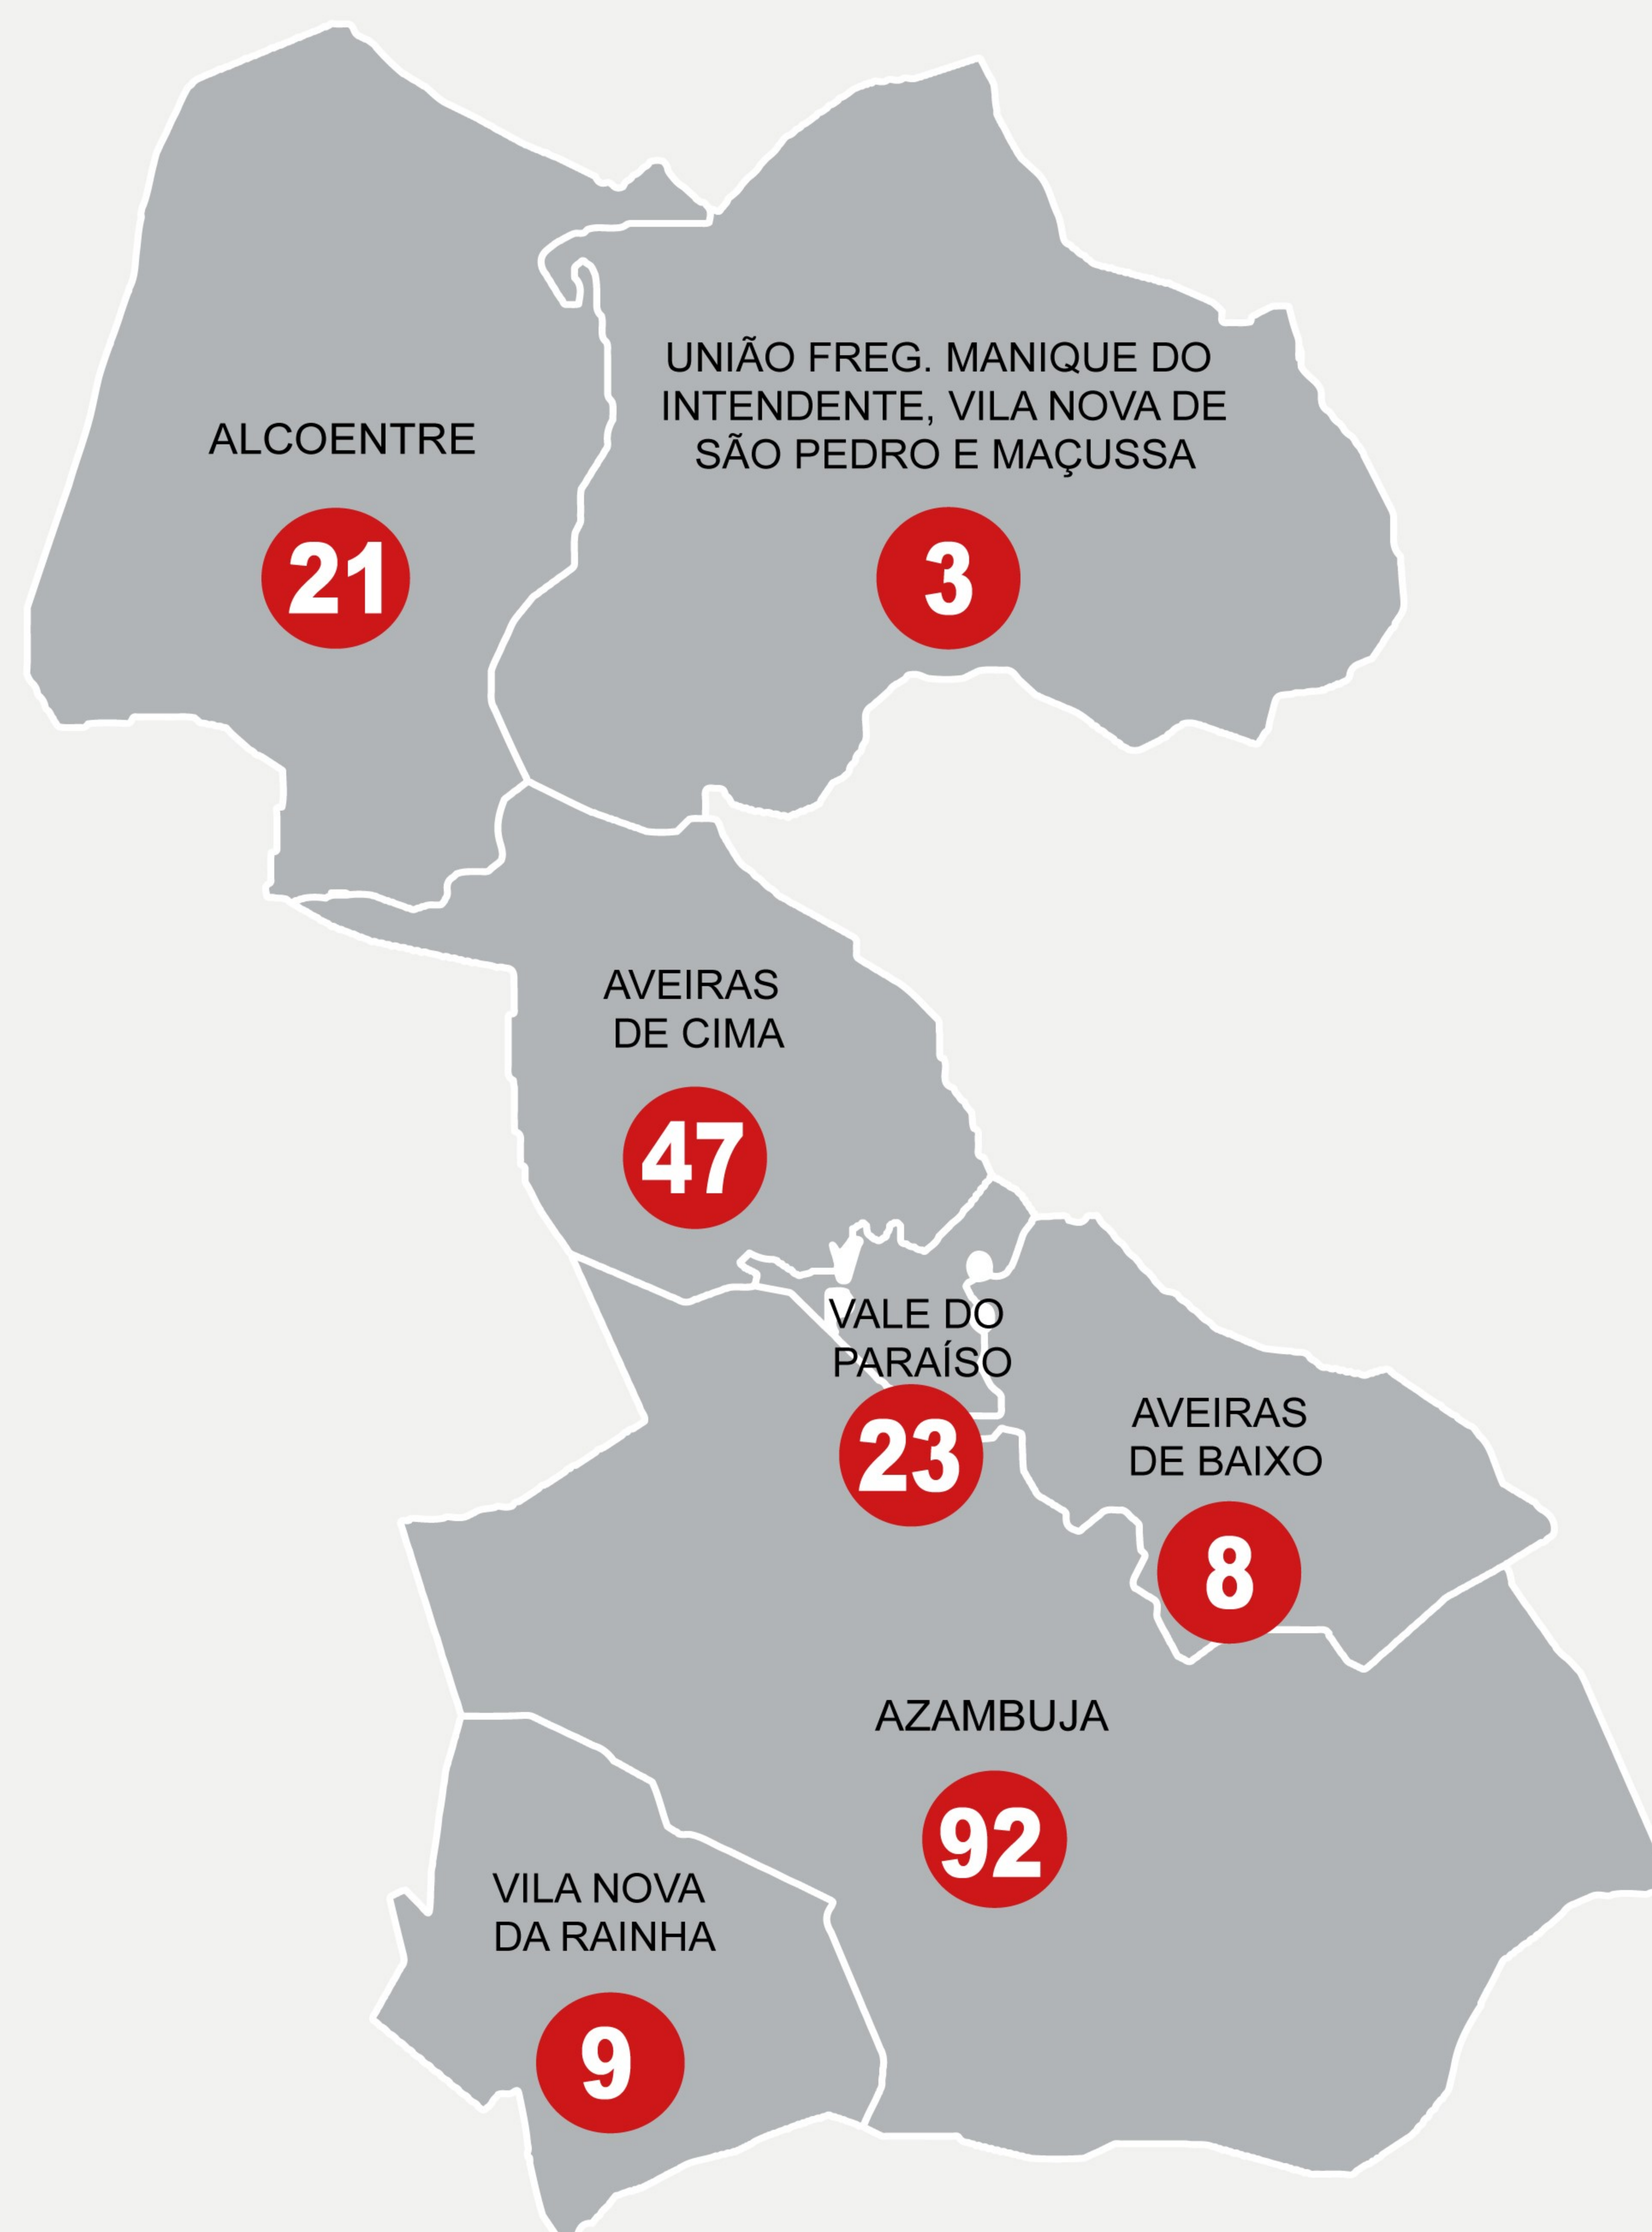 ALCOENTRE
21
UNIÃO FREG. MANIQUE DO
INTENDENTE, VILA NOVA DE
SÃO PEDRO E MAÇUSSA
3
AVEIRAS
DE CIMA
47
VALE DO
PARAÍSO
23
AVEIRAS
DE BAIXO
8
AZAMBUJA
92
VILA NOVA
DA RAINHA
9